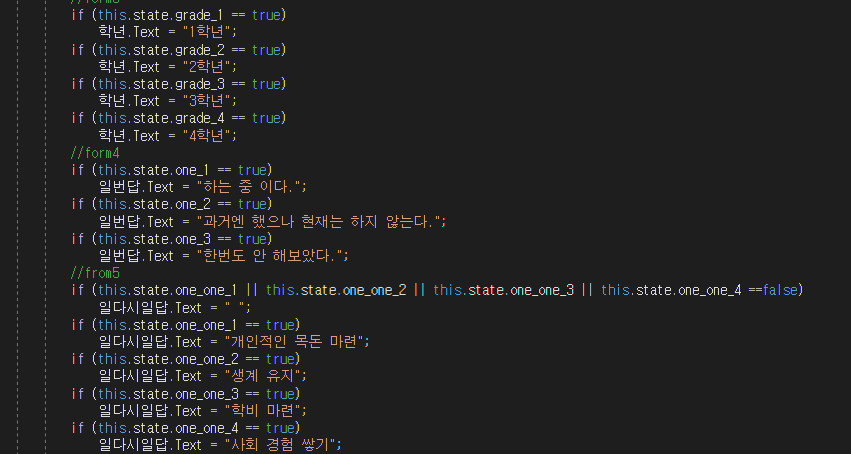 if (this.state.grade_1 == true)
학년.Text = "1학년";
if (this.state.grade_2 == true)
학년.Text = "2학년";
if (this.state.grade_3 == true)
학년.Text = "3학년";
if (this.state.grade_4 == true)
학년.Text = "4학년";
//form4
if (this.state.one_1 == true)
일번답.Text = "하는 중 이다.";
if (this.state.one_2 == true)
일번답.Text = "과거엔 했으나 현재는 하지 않는다.";
if (this.state.one_3 == true)
일번답.Text = "한번도 안 해보았다.";
//from5
if (this.state.one_one_1 || this.state.one_one_2 || this.state.one_one_3 || this.state.one_one_4 ==false)
일다시일답.Text = " ";
if (this.state.one_one_1 == true)
일다시일답.Text = "개인적인 목돈 마련";
if (this.state.one_one_2 == true)
일다시일답.Text = "생계 유지";
if (this.state.one_one_3 == true)
일다시일답.Text = "학비 마련";
if (this.state.one_one_4 == true)
일다시일답.Text = "사회 경험 쌓기";